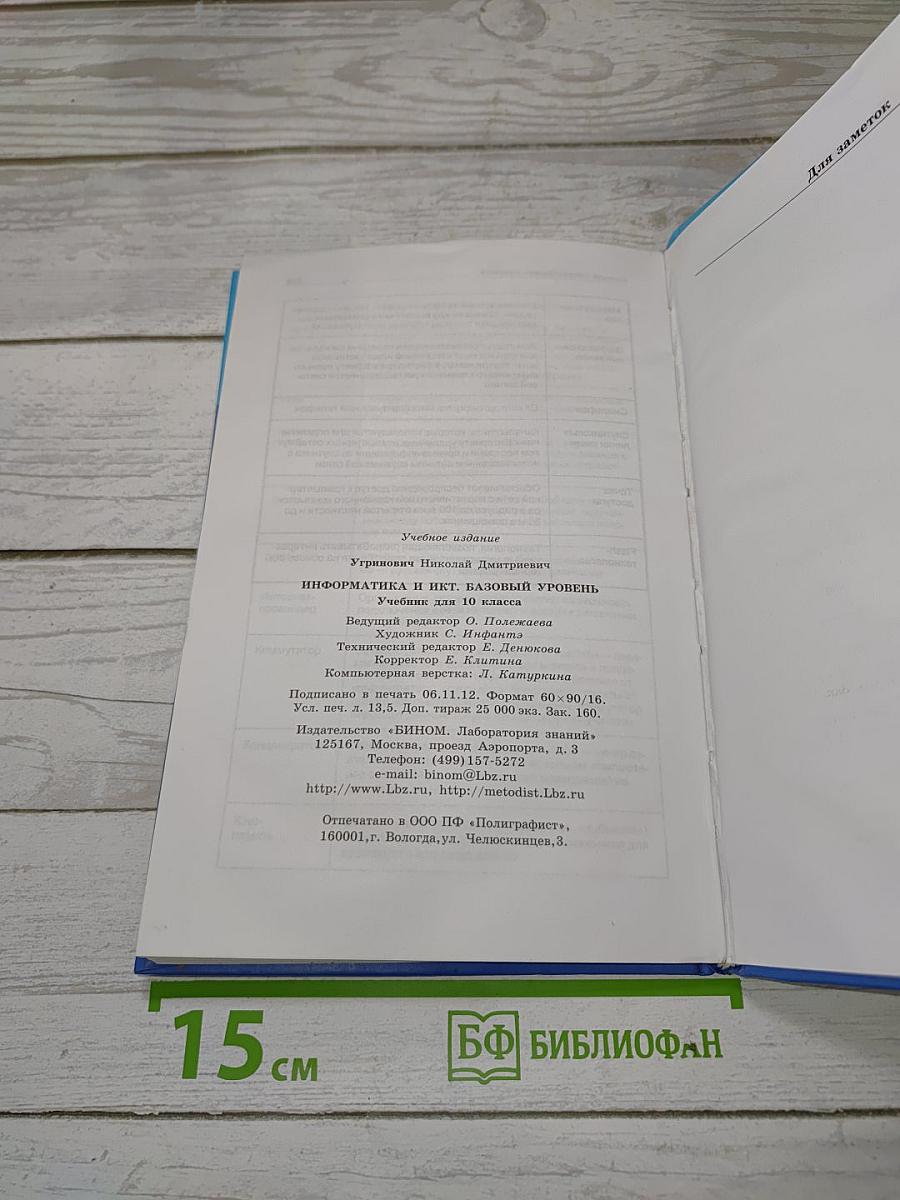 Для заметок
Учебное издание
Угринович Николай Дмитриевич
ИНФОРМАТИКА И ИКТ. БАЗОВЫЙ УРОВЕНЬ
Учебник для 10 класса
Ведущий редактор О. Полежаева
Художник С. Инфантэ
Технический редактор Е. Денюкова
Корректор Е. Клитина
Компьютерная верстка: Л. Катуркина
Подписано в печать 06.11.12. Формат 60×90/16.
Усл. печ. л. 13,5. Доп. тираж 25 000 экз. Зак. 160.
Издательство «БИНОМ. Лаборатория знаний»
125167, Москва, проезд Аэропорта, д. 3
Телефон: (499)157-5272
e-mail: binom@Lbz.ru
http://www.Lbz.ru, http://metodist.Lbz.ru
Отпечатано в ООО ПФ «Полиграфист»,
160001, г. Вологда, ул. Челюскинцев, 3.
15 см
БФ БИБЛИОФАН